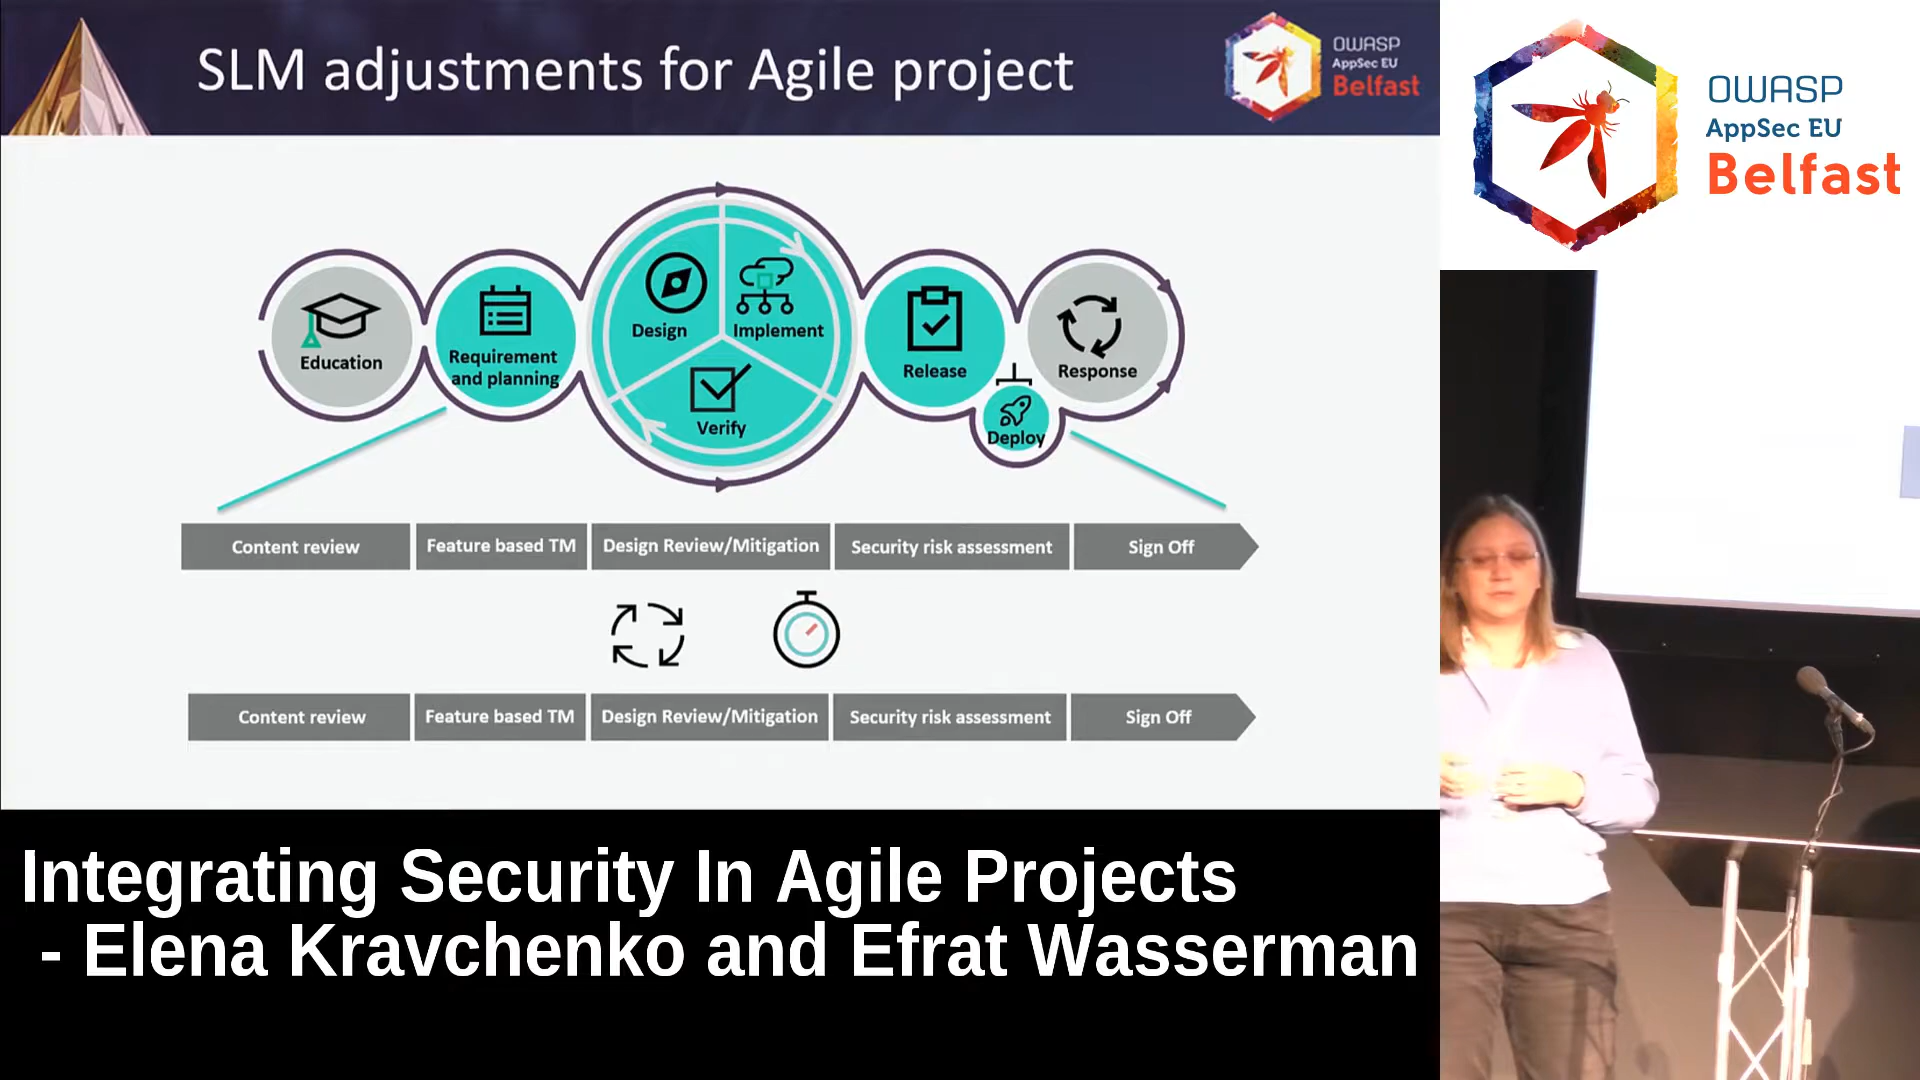 SLM adjustments for Agile project
OWASP
AppSec EU
Belfast
OWASP
AppSec EU
Belfast
Education
Requirement
and planning
Design
Implement
Verify
Release
Deploy
Response
Content review
Feature based TM
Design Review/Mitigation
Security risk assessment
Sign Off
Content review
Feature based TM
Design Review/Mitigation
Security risk assessment
Sign Off
Integrating Security In Agile Projects
- Elena Kravchenko and Efrat Wasserman